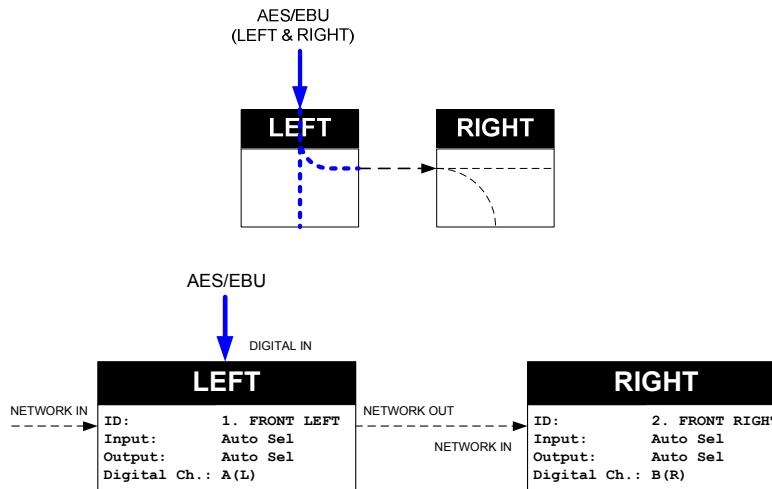 AES/EBU
(LEFT & RIGHT)
LEFT
RIGHT
AES/EBU
DIGITAL IN
LEFT
RIGHT
NETWORK IN
NETWORK OUT
NETWORK IN
ID: 1. FRONT LEFT
Input: Auto Sel
Output: Auto Sel
Digital Ch.: A(L)
ID: 2. FRONT RIGHT
Input: Auto Sel
Output: Auto Sel
Digital Ch.: B(R)